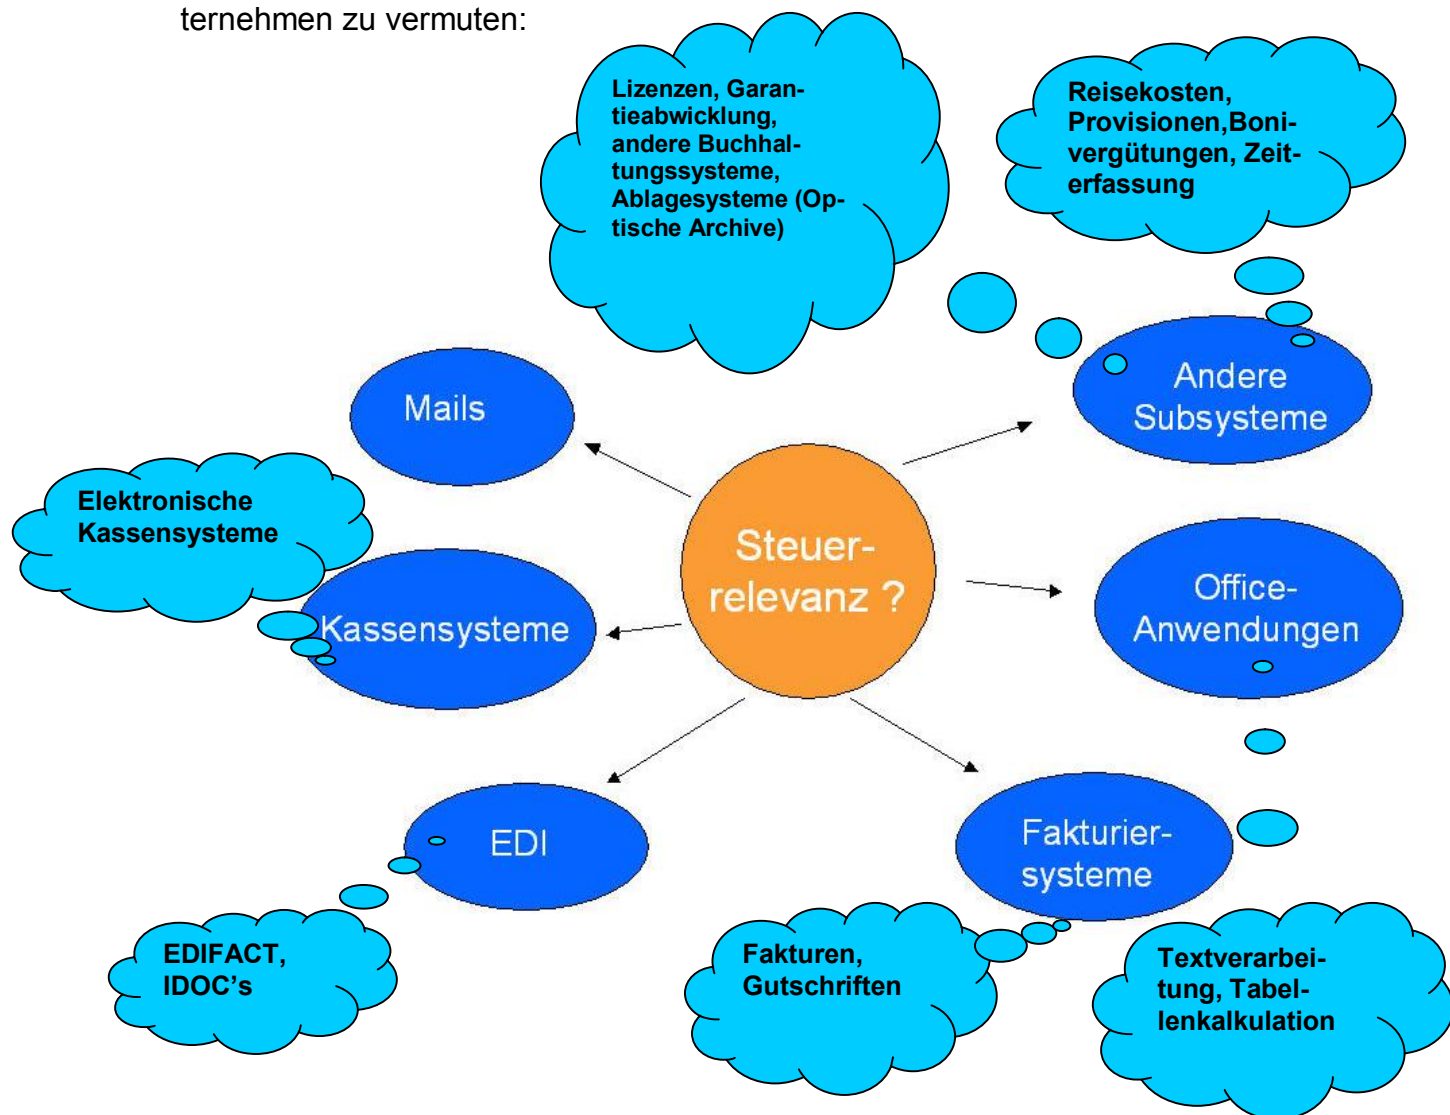 ternehmen zu vermuten:
Lizenzen, Garan-
tieabwicklung,
andere Buchhal-
tungssysteme,
Ablagesysteme (Op-
tische Archive)
Reisekosten,
Provisionen,Boni-
vergütungen, Zeit-
erfassung
Mails
Andere
Subsysteme
Elektronische
Kassensysteme
Steuer-
relevanz ?
Office-
Anwendungen
Kassensysteme
EDI
Fakturier-
systeme
EDIFACT,
IDOC's
Fakturen,
Gutschriften
Textverarbei-
tung, Tabel-
lenkalkulation